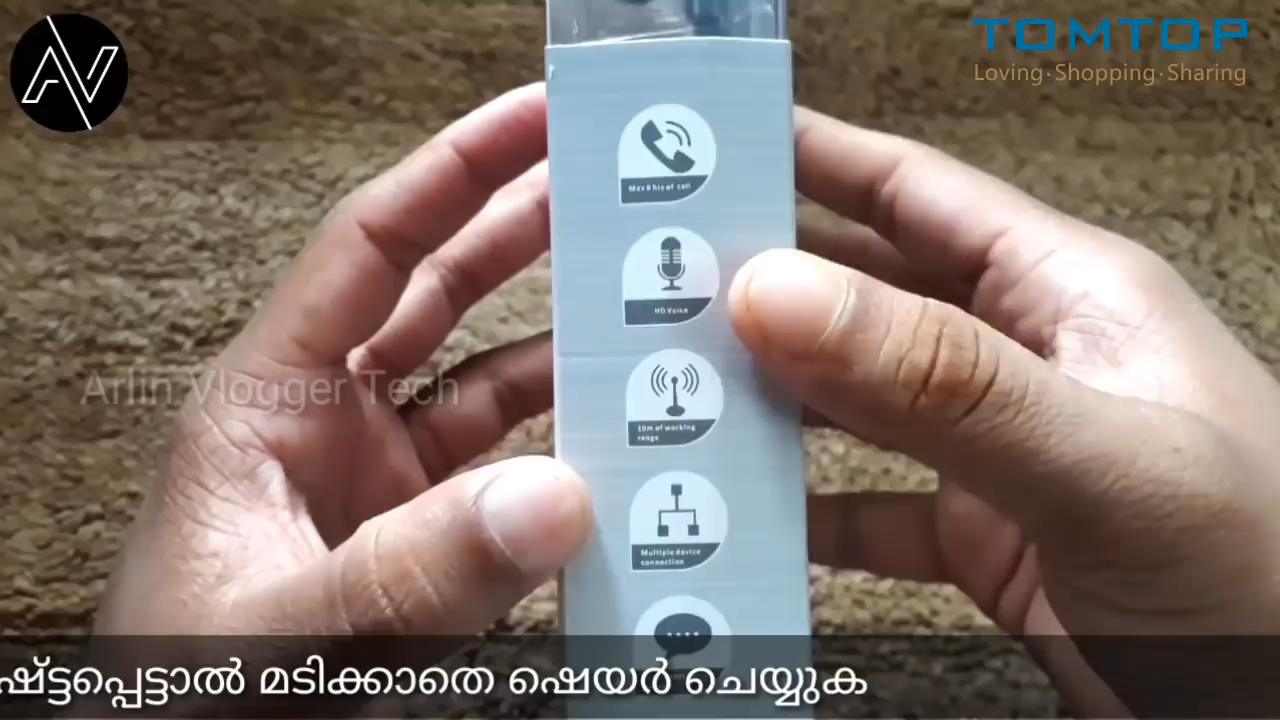 AV
TOMTOP
Loving·Shopping·Sharing
Max 8 hrs of call
HD Voice
Arlin Vlogger Tech
10m of working
range
Multiple device
connection
ഷ്ട്ടപ്പെട്ടാൽ മടിക്കാതെ ഷെയർ ചെയ്യുക